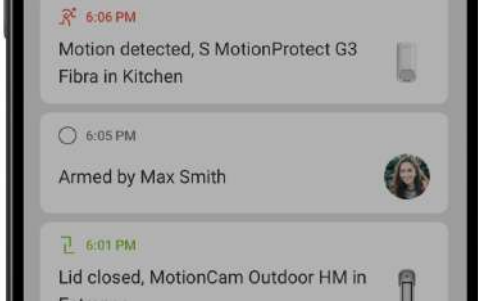 6:06 PM
Motion detected, S MotionProtect G3
Fibra in Kitchen
6:05 PM
Armed by Max Smith
6:01 PM
Lid closed, MotionCam Outdoor HM in